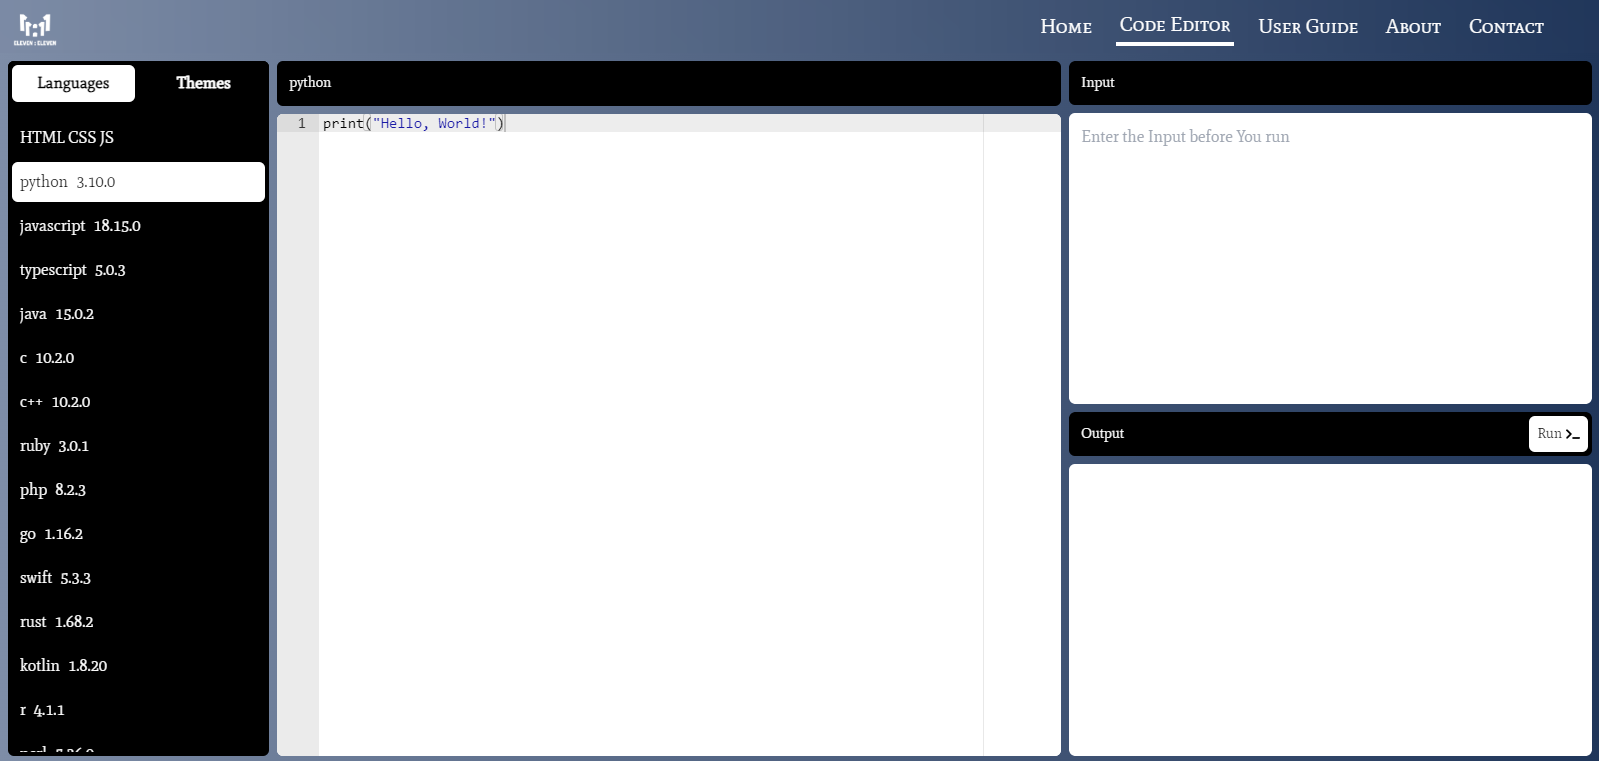 ELEVEN : ELEVEN
Home Code Editor User Guide About Contact
Languages Themes
HTML CSS JS
python 3.10.0
javascript 18.15.0
typescript 5.0.3
java 15.0.2
c 10.2.0
c++ 10.2.0
ruby 3.0.1
php 8.2.3
go 1.16.2
swift 5.3.3
rust 1.68.2
kotlin 1.8.20
r 4.1.1
python
1 print("Hello, World!")
Input
Enter the Input before You run
Output
Run >_